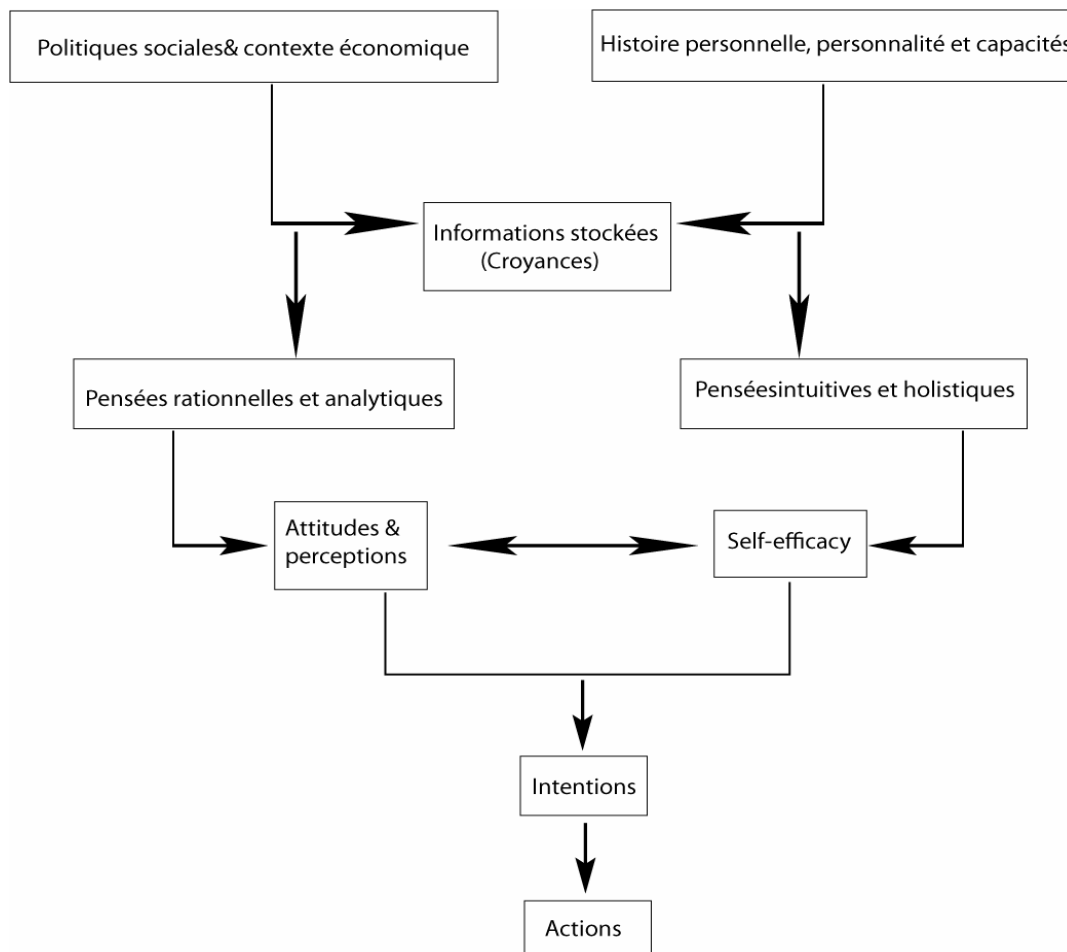 Politiques sociales& contexte économique
Histoire personnelle, personnalité et capacités
Informations stockées
(Croyances)
Pensées rationnelles et analytiques
Penséesintuitives et holistiques
Attitudes &
perceptions
Self-efficacy
Intentions
Actions